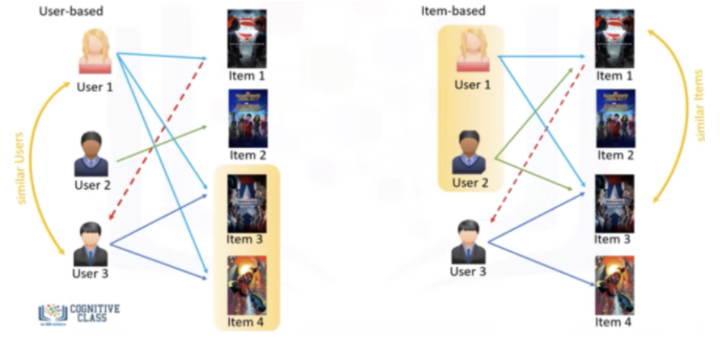 User-based
User 1
User 2
User 3
similar Users
Item 1
Item 2
Item 3
Item 4
COGNITIVE
CLASS
Item-based
User 1
User 2
User 3
Item 1
Item 2
Item 3
Item 4
similar Items